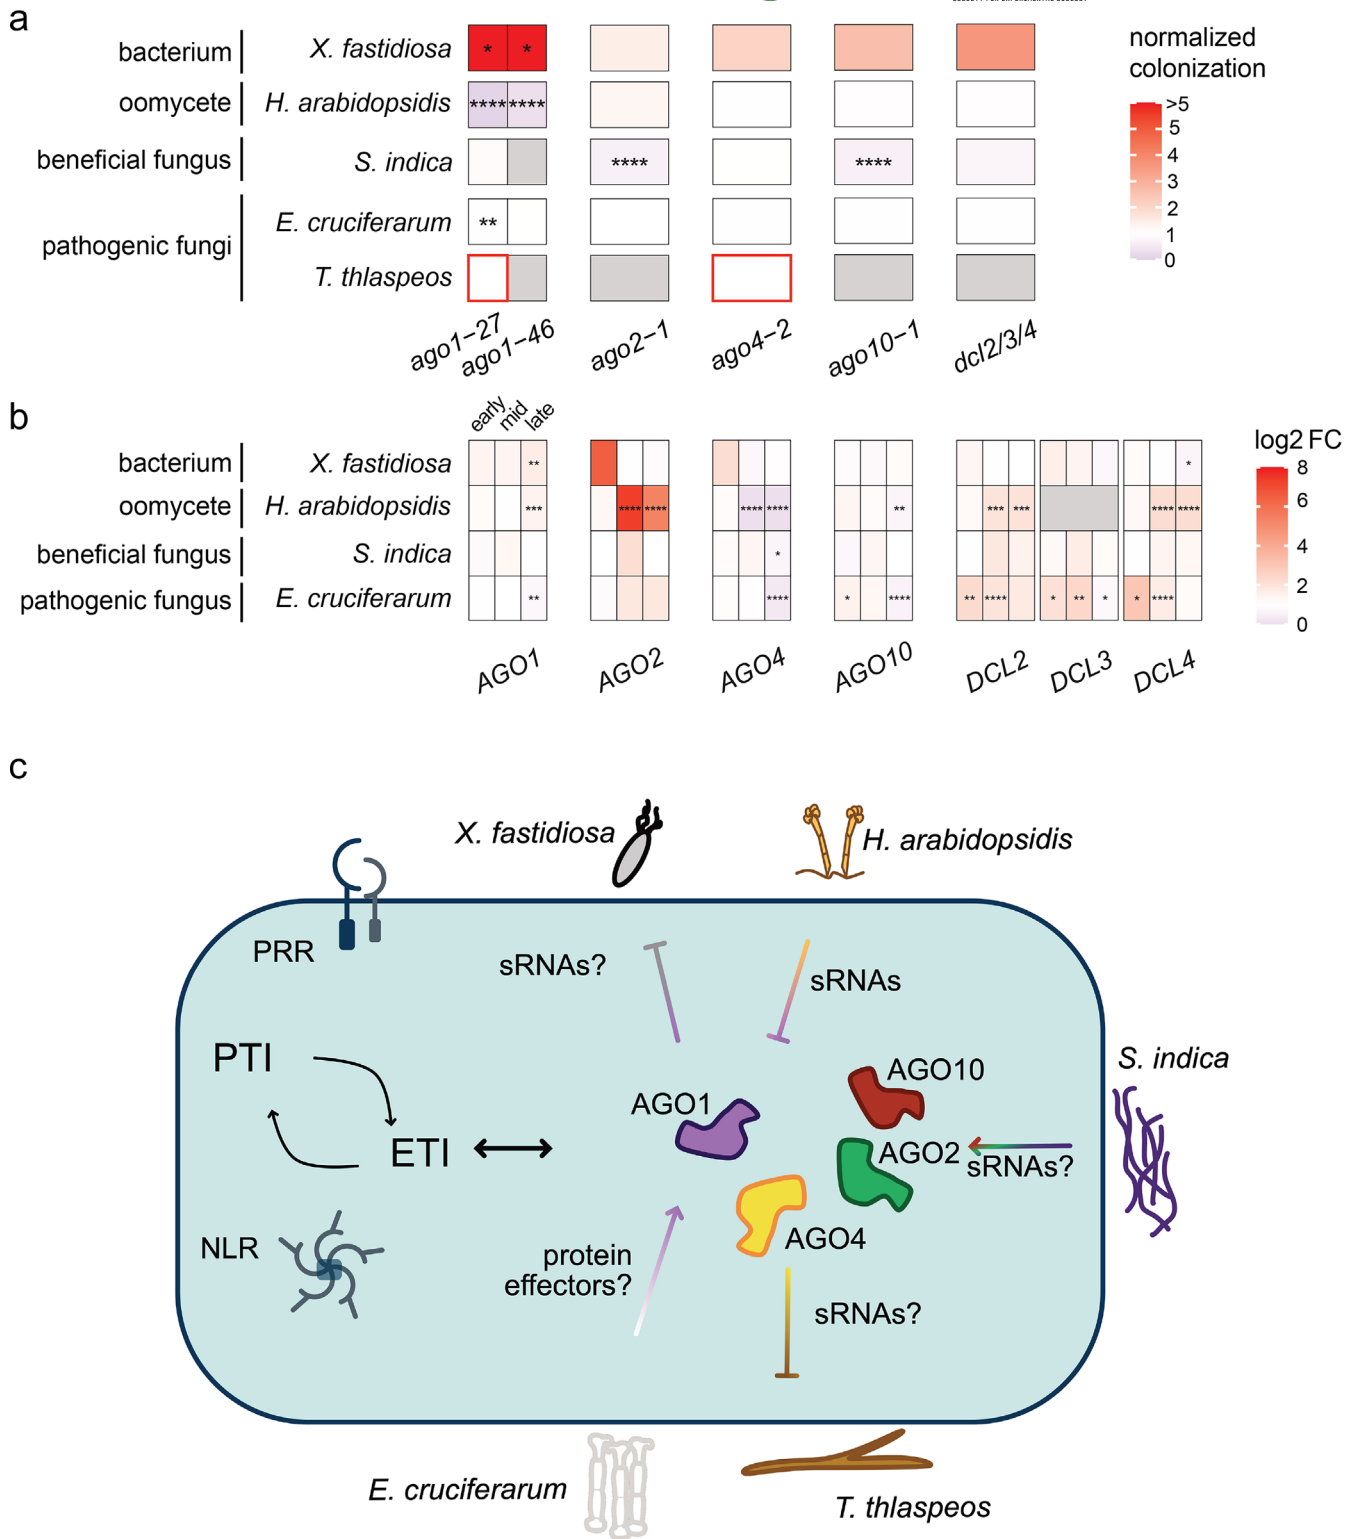 a
bacterium X. fastidiosa * *
oomycete H. arabidopsidis **** ****
beneficial fungus S. indica **** ****
pathogenic fungi
E. cruciferarum **
T. thlaspeos
ago1-27
ago1-46
ago2-1
ago4-2
ago10-1
dcl2/3/4
normalized
colonization
>5
5
4
3
2
1
0
b
early
mid
late
bacterium X. fastidiosa ** *
oomycete H. arabidopsidis *** **** **** **** **** ** *** *** **** ****
beneficial fungus S. indica *
pathogenic fungus E. cruciferarum ** **** * **** ** **** * ** * * ****
AGO1
AGO2
AGO4
AGO10
DCL2
DCL3
DCL4
log2 FC
8
6
4
2
0
c
X. fastidiosa
H. arabidopsidis
PRR
sRNAs?
sRNAs
PTI
S. indica
AGO10
AGO1
ETI
AGO2
sRNAs?
NLR
AGO4
protein
effectors?
sRNAs?
E. cruciferarum
T. thlaspeos